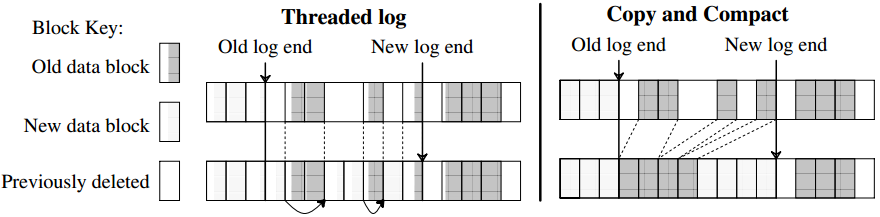 Block Key:
Old data block
New data block
Previously deleted
Threaded log
Old log end
New log end
Copy and Compact
Old log end
New log end